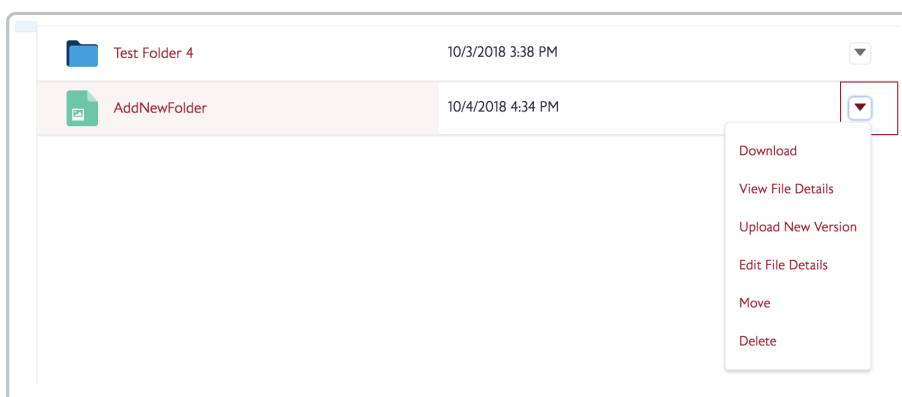 Test Folder 4 10/3/2018 3:38 PM
AddNewFolder 10/4/2018 4:34 PM
Download
View File Details
Upload New Version
Edit File Details
Move
Delete